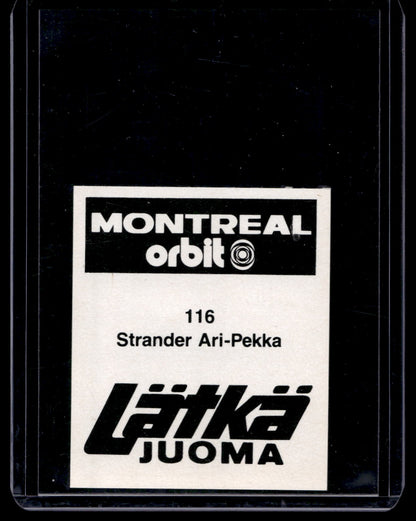 MONTREAL
orbit
116
Strander Ari-Pekka
Lätkä
JUOMA